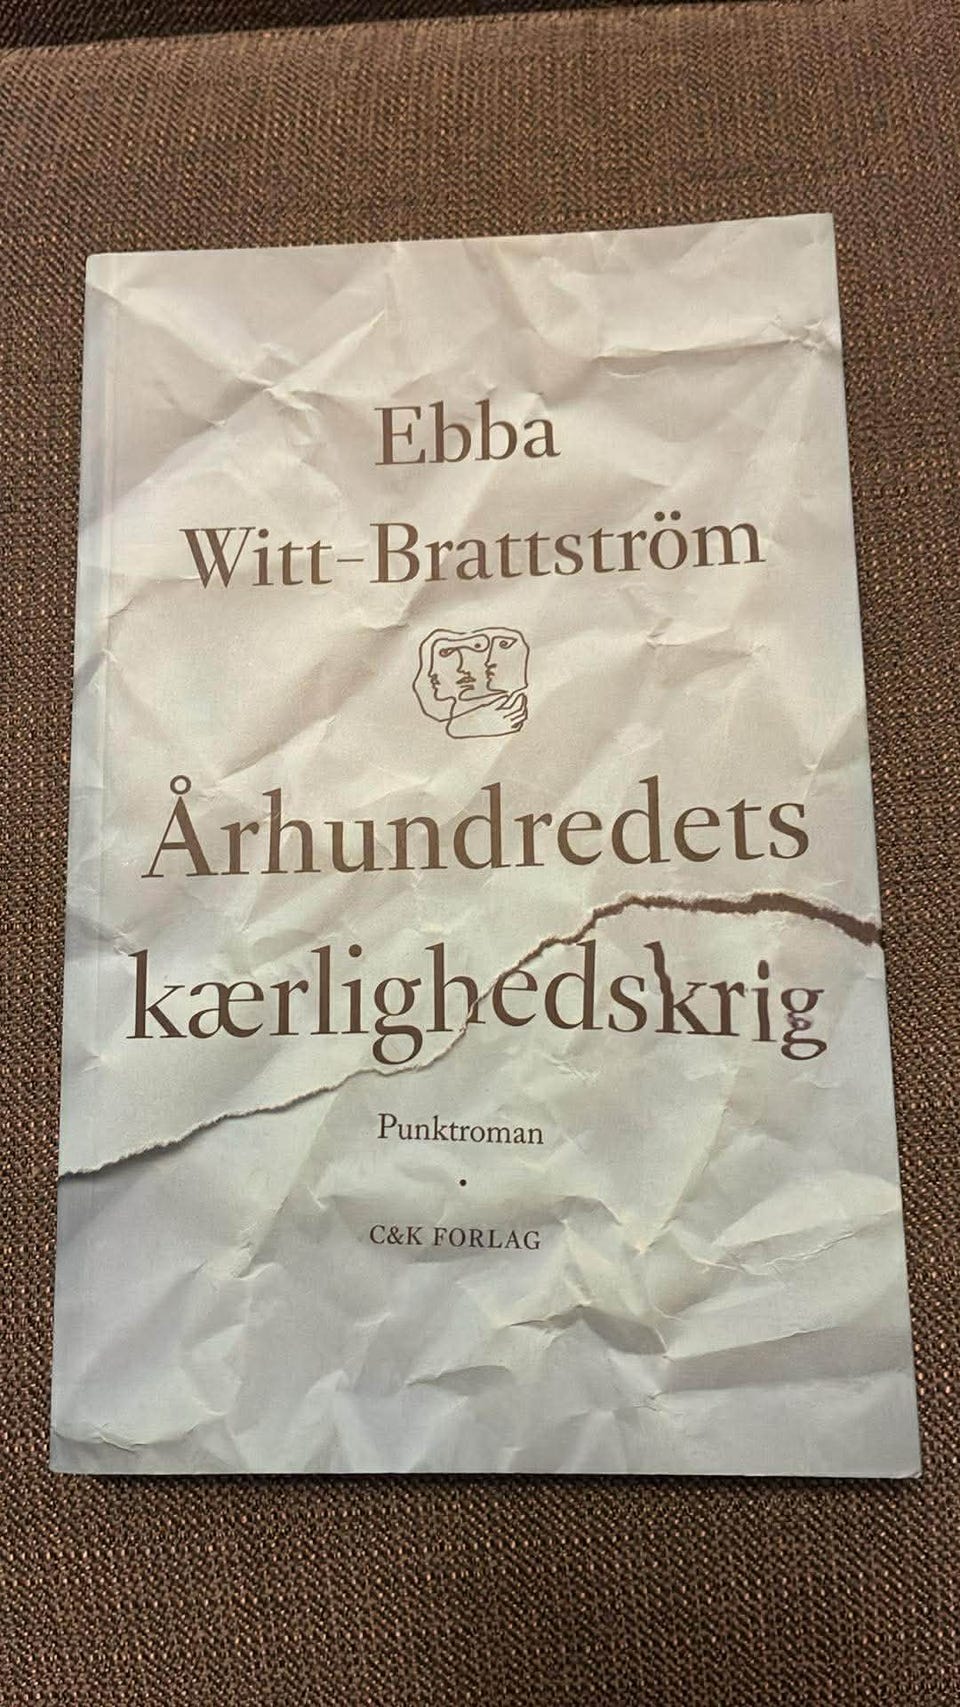 Ebba
Witt-Brattström
Århundredets
kærlighedskrig
Punktroman
•
C&K FORLAG